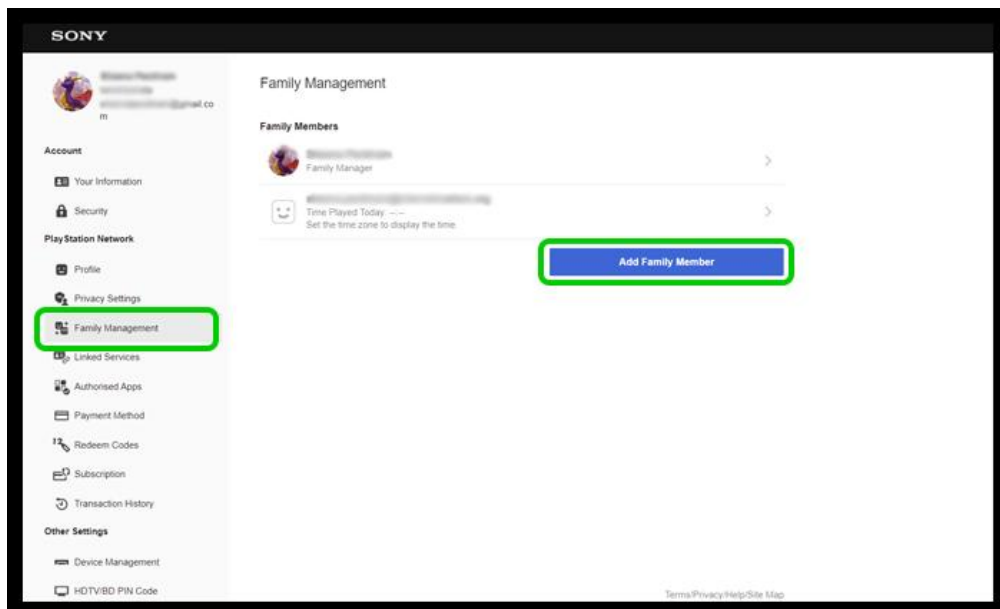 SONY
@gmail.co
m
Account
Your Information
Security
PlayStation Network
Profile
Privacy Settings
Family Management
Linked Services
Authorised Apps
Payment Method
Redeem Codes
Subscription
Transaction History
Other Settings
Device Management
HDTV/BD PIN Code
Family Management
Family Members
Family Manager
Time Played Today: --:--
Set the time zone to display the time.
Add Family Member
Terms/Privacy/Help/Site Map